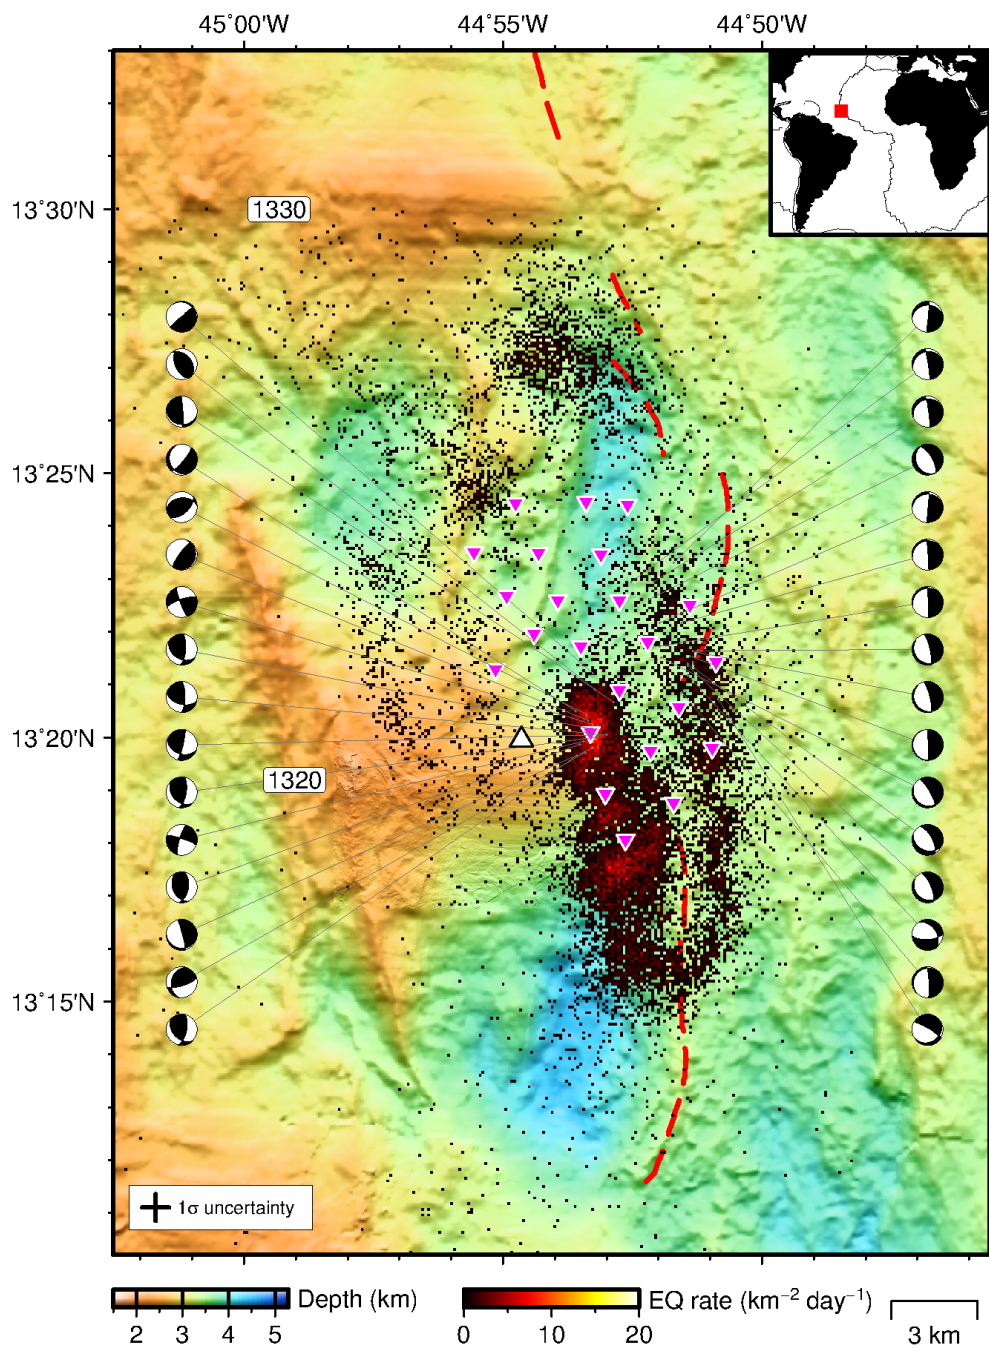 45°00'W 44°55'W 44°50'W
13°30'N
1330
13°25'N
13°20'N
1320
13°15'N
1σ uncertainty
Depth (km)
2 3 4 5
EQ rate (km⁻² day⁻¹)
0 10 20
3 km